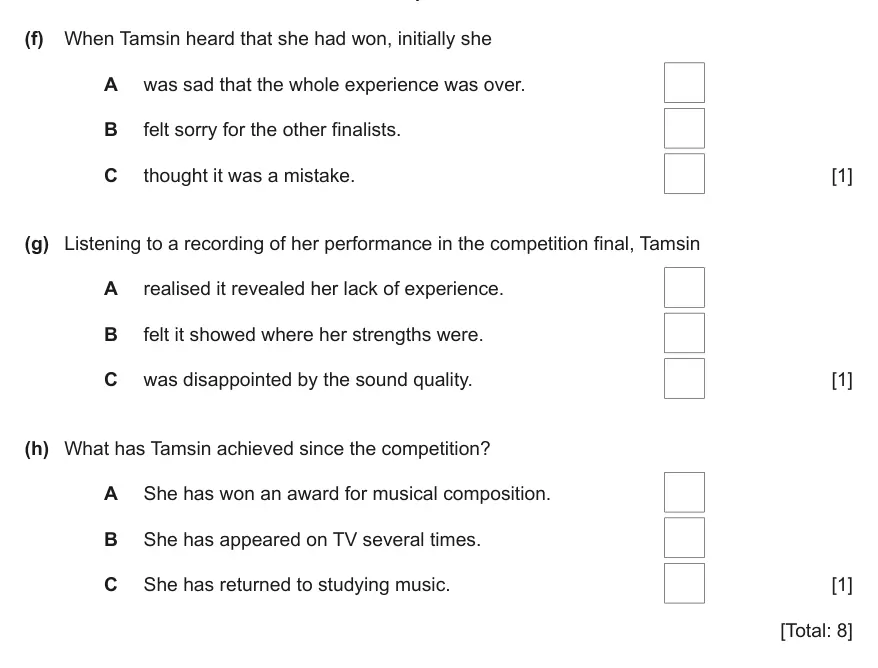 (f) When Tamsin heard that she had won, initially she
A was sad that the whole experience was over.
B felt sorry for the other finalists.
C thought it was a mistake. [1]
(g) Listening to a recording of her performance in the competition final, Tamsin
A realised it revealed her lack of experience.
B felt it showed where her strengths were.
C was disappointed by the sound quality. [1]
(h) What has Tamsin achieved since the competition?
A She has won an award for musical composition.
B She has appeared on TV several times.
C She has returned to studying music. [1]
[Total: 8]